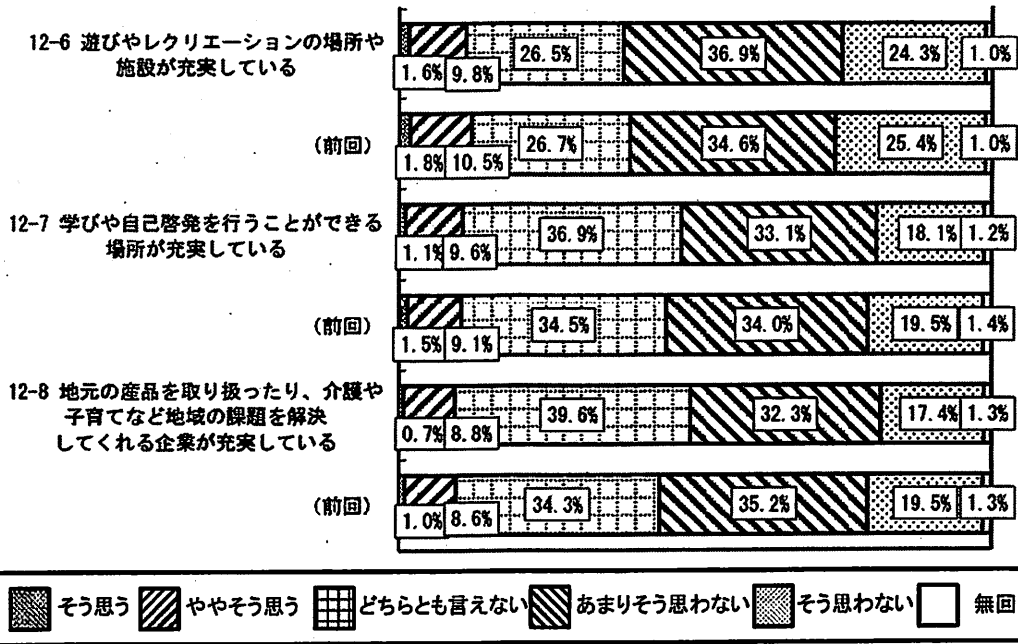 12-6 遊びやレクリエーションの場所や
施設が充実している
1.6% 9.8% 26.5% 36.9% 24.3% 1.0%
(前回)
1.8% 10.5% 26.7% 34.6% 25.4% 1.0%
12-7 学びや自己啓発を行うことができる
場所が充実している
1.1% 9.6% 36.9% 33.1% 18.1% 1.2%
(前回)
1.5% 9.1% 34.5% 34.0% 19.5% 1.4%
12-8 地元の産品を取り扱ったり、介護や
子育てなど地域の課題を解決
してくれる企業が充実している
0.7% 8.8% 39.6% 32.3% 17.4% 1.3%
(前回)
1.0% 8.6% 34.3% 35.2% 19.5% 1.3%
そう思う ややそう思う どちらとも言えない あまりそう思わない そう思わない 無回